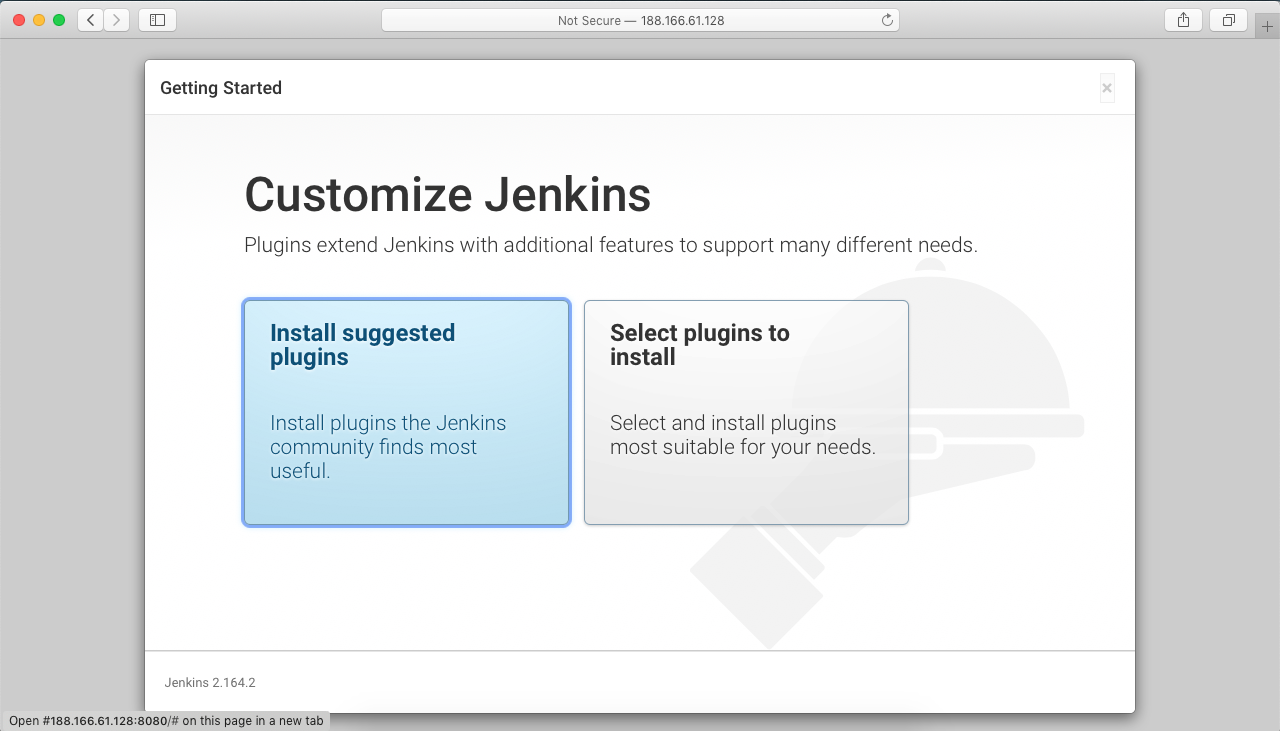 Not Secure — 188.166.61.128
Getting Started
×
Customize Jenkins
Plugins extend Jenkins with additional features to support many different needs.
Install suggested
plugins
Install plugins the Jenkins
community finds most
useful.
Select plugins to
install
Select and install plugins
most suitable for your needs.
Jenkins 2.164.2
Open #188.166.61.128:8080/# on this page in a new tab